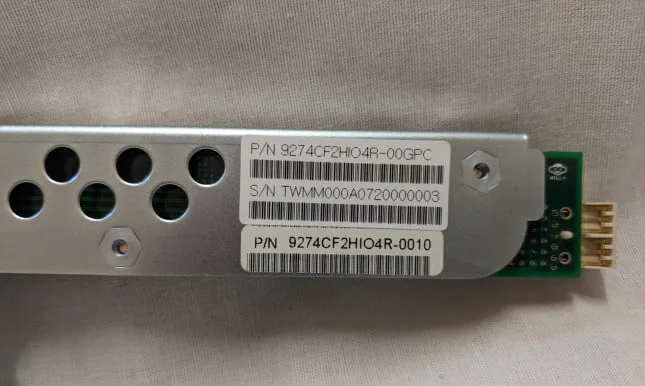 P/N 9274CF2HIO4R-00GPC
S/N TWMM000A0720000003
P/N 9274CF2HIO4R-0010